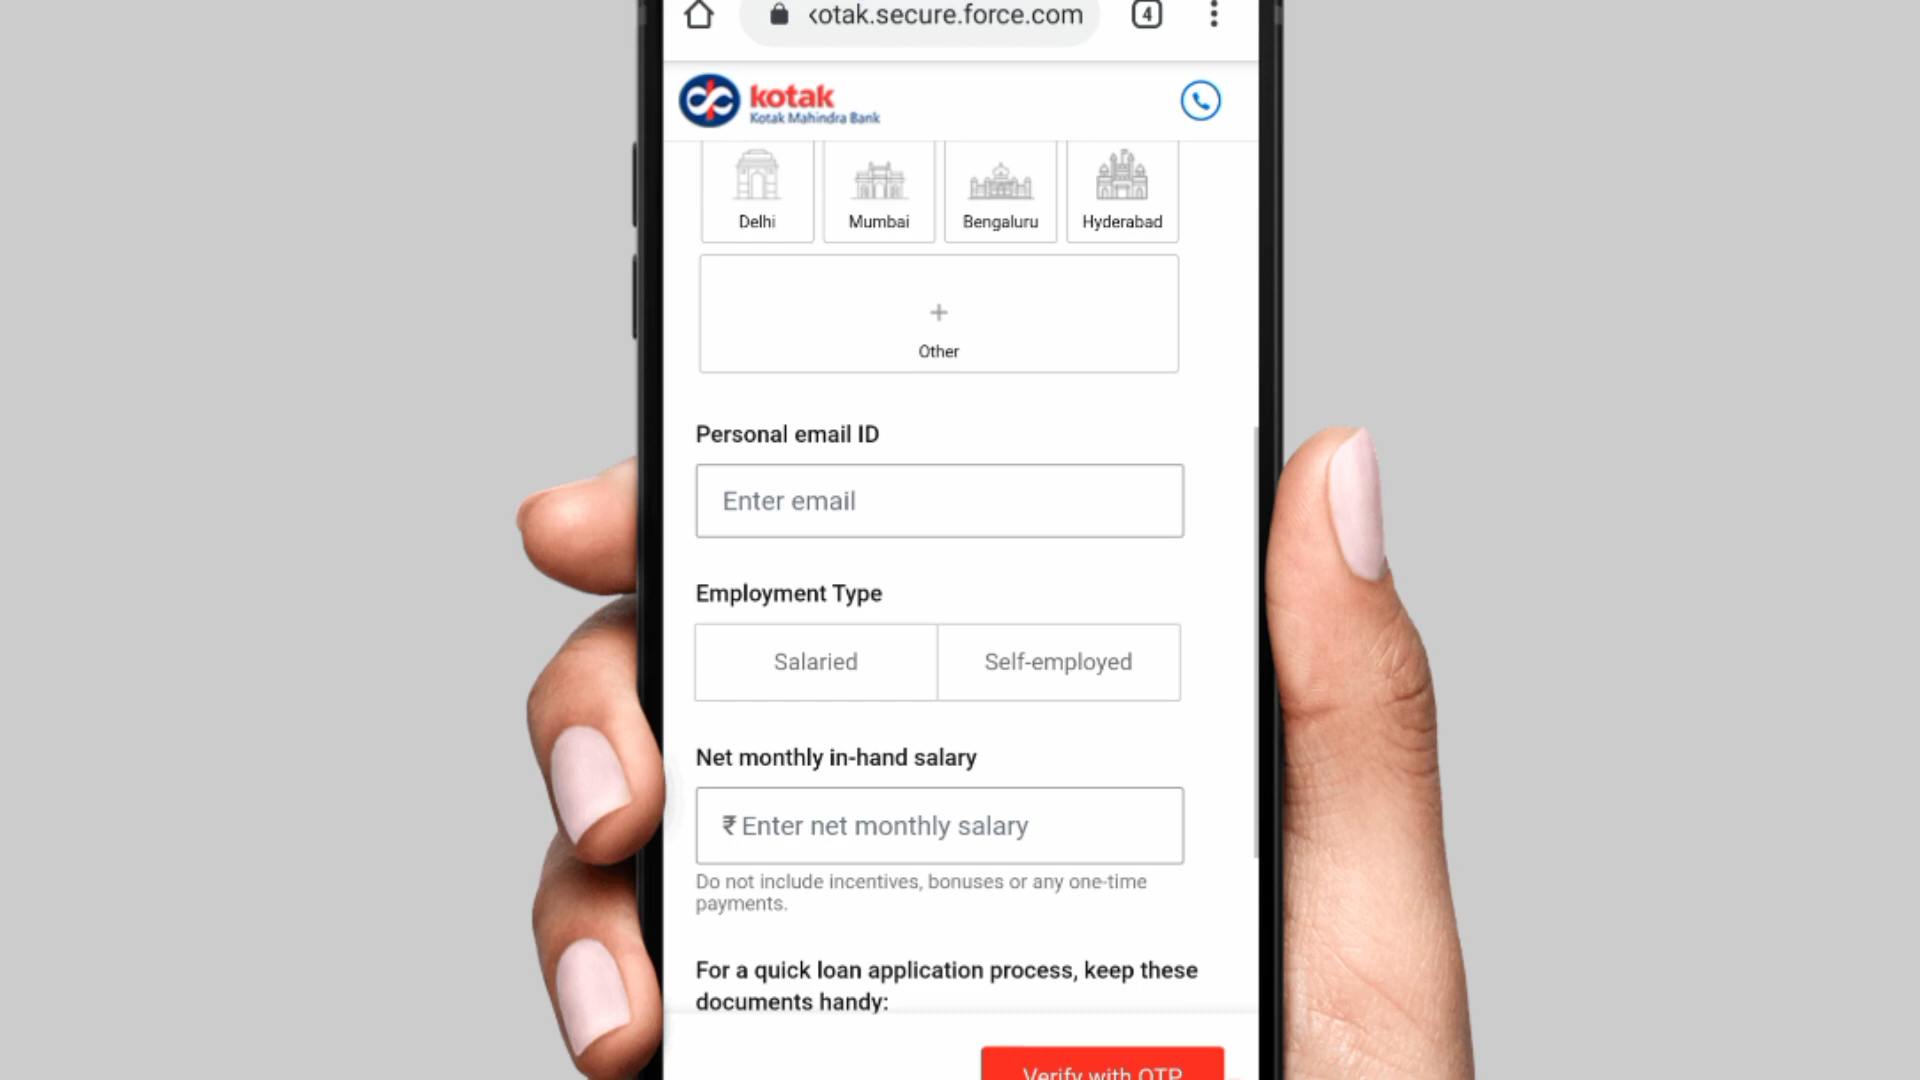 kotak.secure.force.com
4
kotak
Kotak Mahindra Bank
Delhi
Mumbai
Bengaluru
Hyderabad
+
Other
Personal email ID
Enter email
Employment Type
Salaried
Self-employed
Net monthly in-hand salary
₹ Enter net monthly salary
Do not include incentives, bonuses or any one-time
payments.
For a quick loan application process, keep these
documents handy:
Verify with OTP